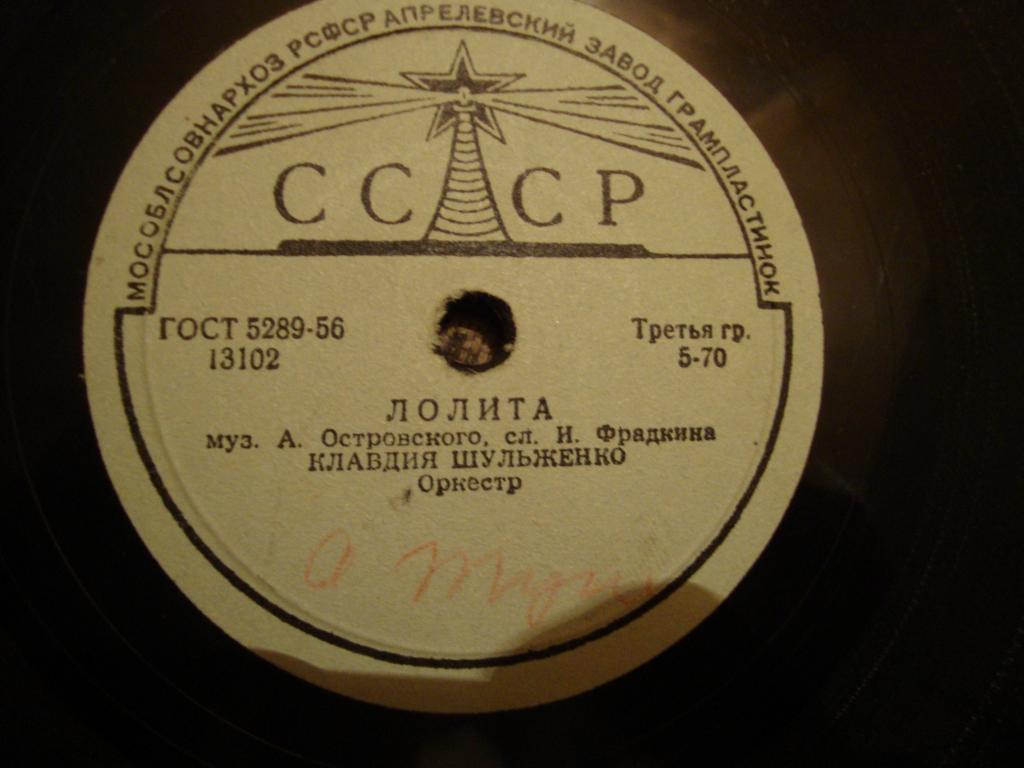 МОСОБЛСОВНАРХОЗ РСФСР АПРЕЛЕВСКИЙ ЗАВОД ГРАМПЛАСТИНОК
СССР
ГОСТ 5289-56 Третья гр.
13102 5-70
ЛОЛИТА
муз. А. Островского, сл. И. Фрадкина
КЛАВДИЯ ШУЛЬЖЕНКО
Оркестр